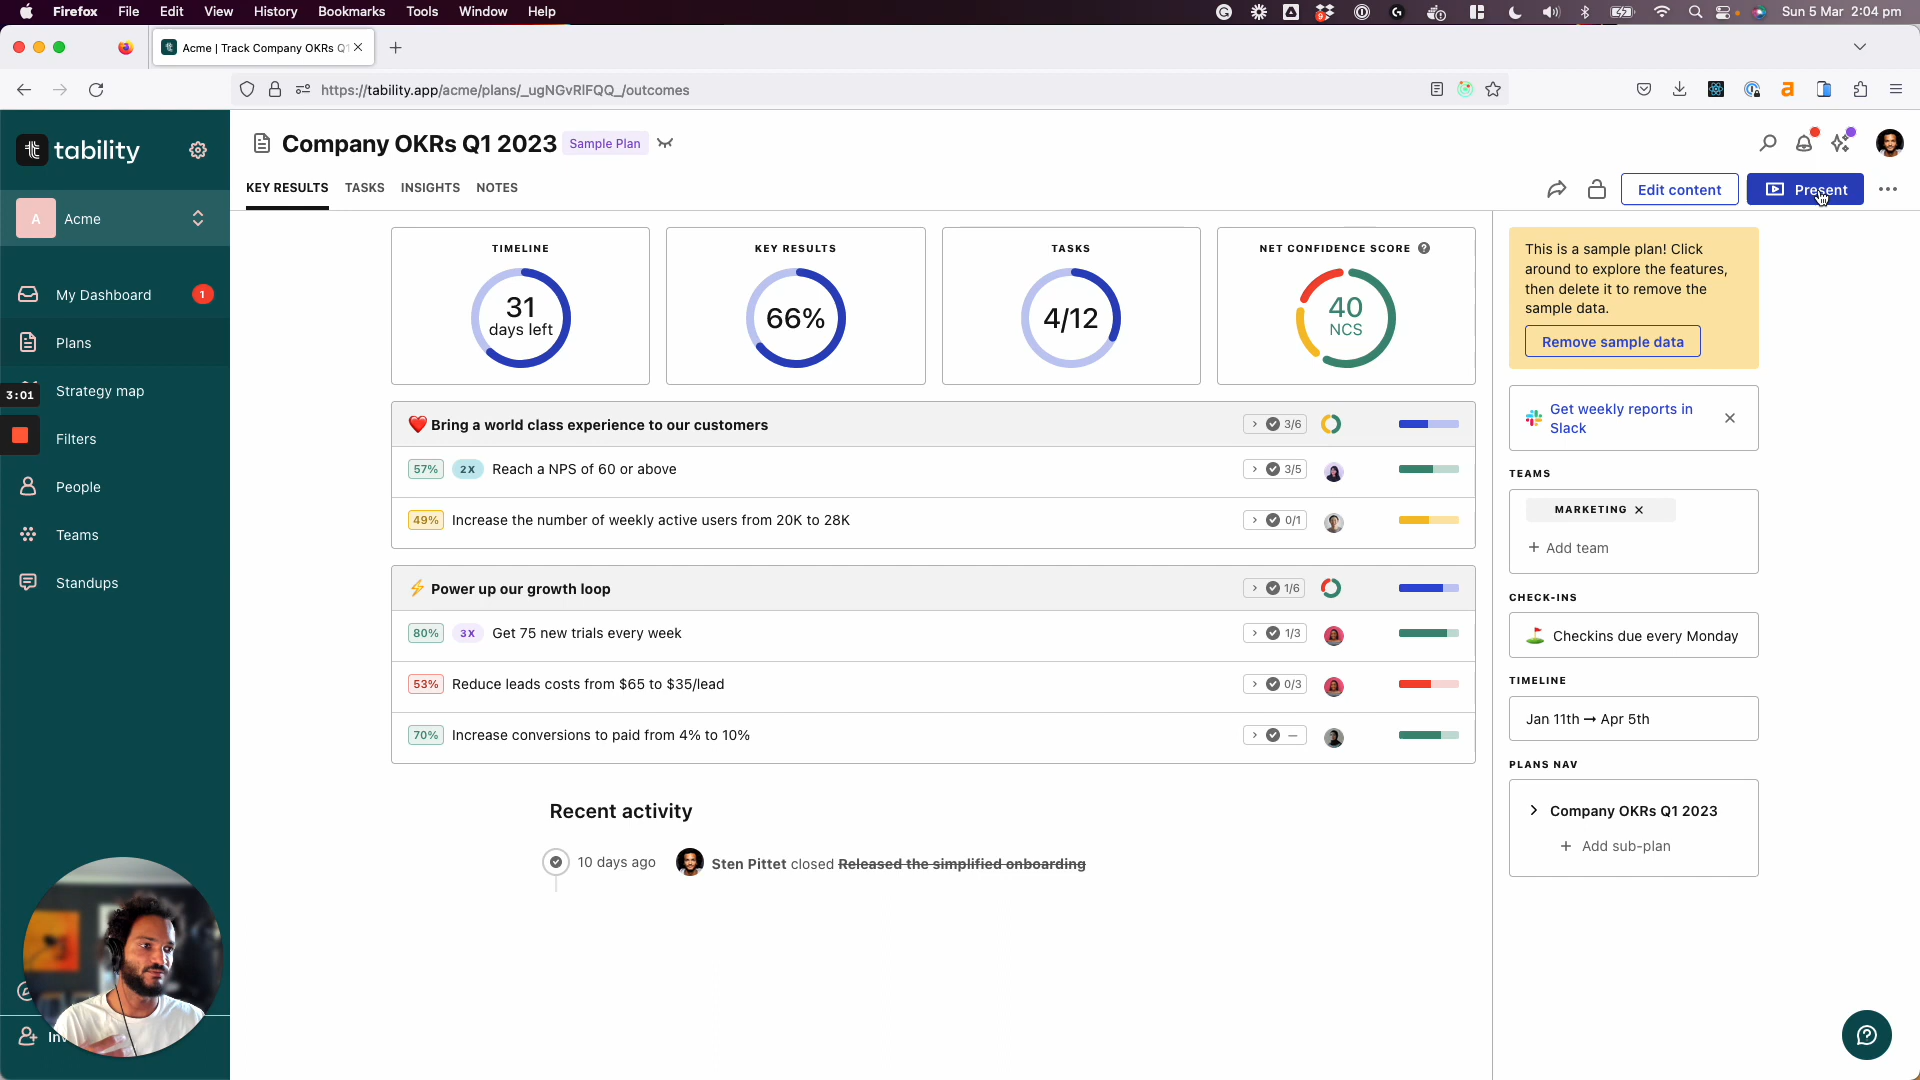 Firefox File Edit View History Bookmarks Tools Window Help
Sun 5 Mar 2:04 pm
Acme | Track Company OKRs Q1
https://tability.app/acme/plans/_ugNGvRlFQQ_/outcomes
tability
Company OKRs Q1 2023 Sample Plan
KEY RESULTS TASKS INSIGHTS NOTES
Edit content
Present
A Acme
My Dashboard 1
Plans
Strategy map
3:01
Filters
People
Teams
Standups
TIMELINE
31
days left
KEY RESULTS
66%
TASKS
4/12
NET CONFIDENCE SCORE
40
NCS
❤️ Bring a world class experience to our customers 3/6
57% 2X Reach a NPS of 60 or above 3/5
49% Increase the number of weekly active users from 20K to 28K 0/1
⚡ Power up our growth loop 1/6
80% 3X Get 75 new trials every week 1/3
53% Reduce leads costs from $65 to $35/lead 0/3
70% Increase conversions to paid from 4% to 10% —
Recent activity
10 days ago Sten Pittet closed Released the simplified onboarding
This is a sample plan! Click
around to explore the features,
then delete it to remove the
sample data.
Remove sample data
Get weekly reports in
Slack
TEAMS
MARKETING
+ Add team
CHECK-INS
Checkins due every Monday
TIMELINE
Jan 11th → Apr 5th
PLANS NAV
Company OKRs Q1 2023
+ Add sub-plan